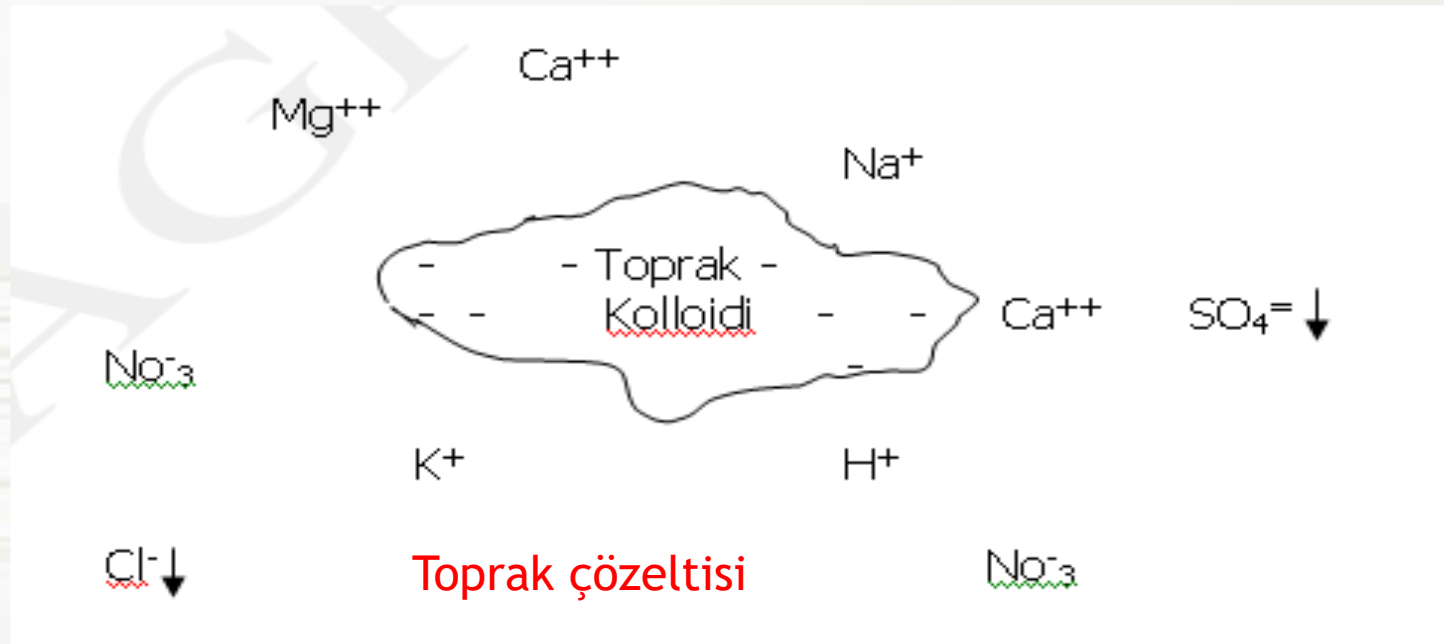 Ca++
Mg++
Na+
- - Toprak -
- - Kolloidi - - Ca++ SO₄= ↓
No-₃
-
K+ H+
Cl-↓ Toprak çözeltisi No-₃